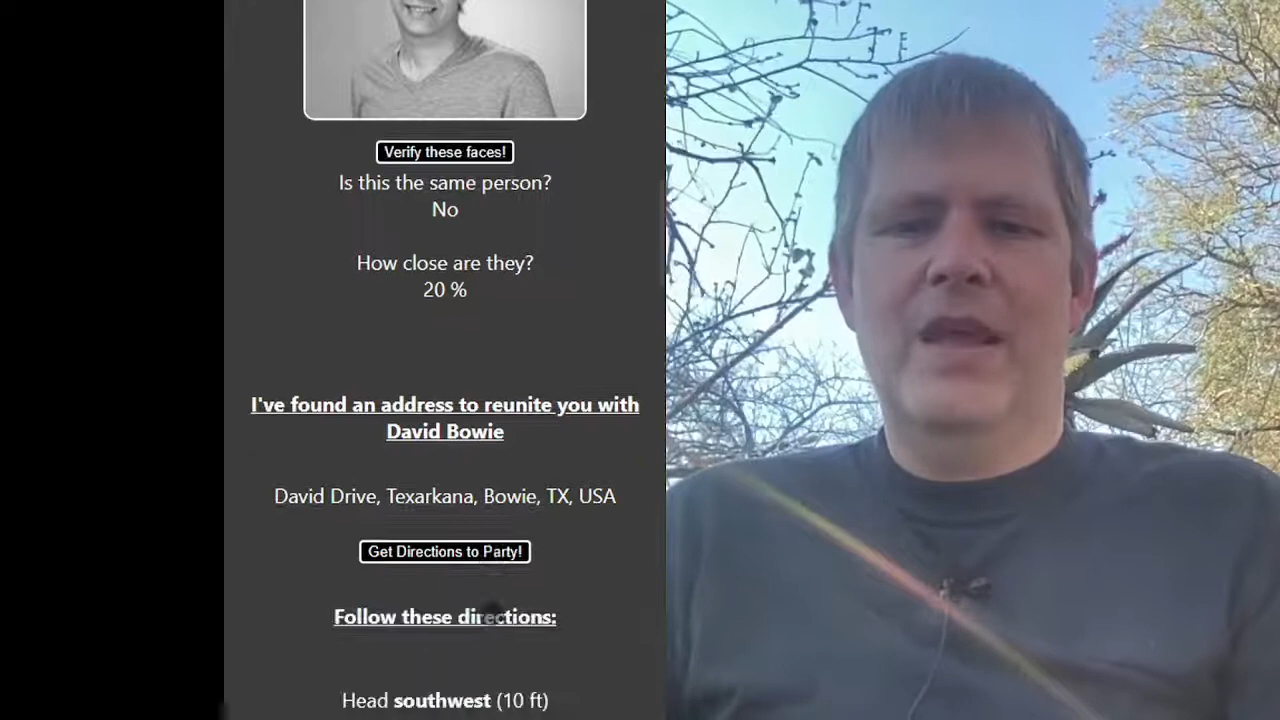 Verify these faces!
Is this the same person?
No
How close are they?
20 %
I've found an address to reunite you with
David Bowie
David Drive, Texarkana, Bowie, TX, USA
Get Directions to Party!
Follow these directions:
Head southwest (10 ft)